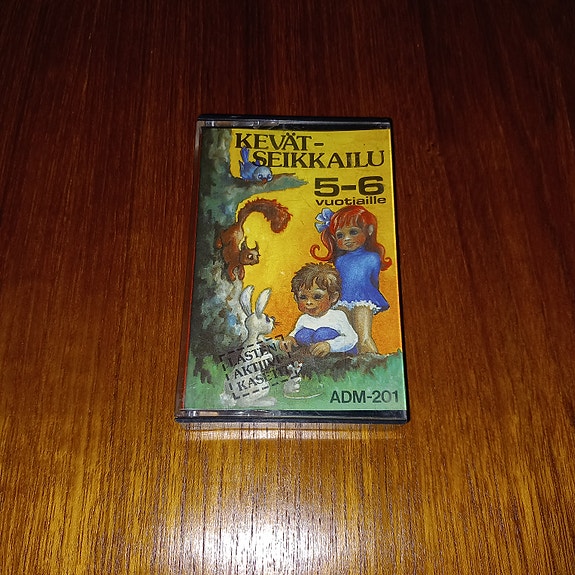 KEVÄT-
SEIKKAILU
5-6
vuotiaille
LASTEN
AKTIIVI
KASETTI
ADM-201